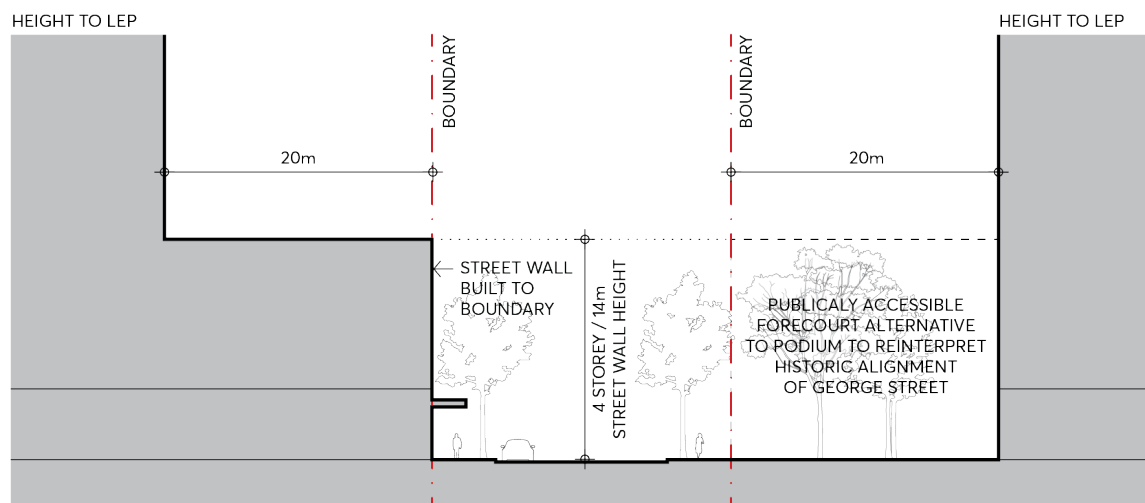 HEIGHT TO LEP
HEIGHT TO LEP
BOUNDARY
BOUNDARY
20m
20m
STREET WALL
BUILT TO
BOUNDARY
4 STOREY / 14m
STREET WALL HEIGHT
PUBLICALY ACCESSIBLE
FORECOURT ALTERNATIVE
TO PODIUM TO REINTERPRET
HISTORIC ALIGNMENT
OF GEORGE STREET